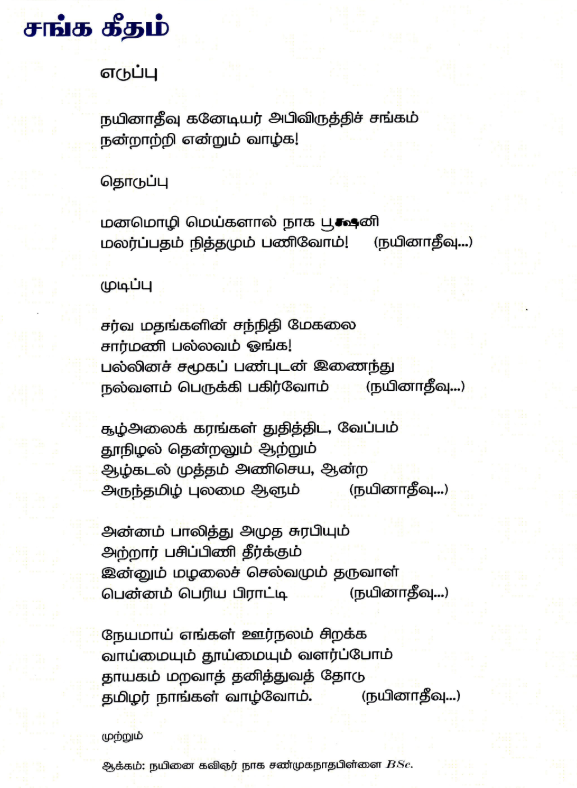 சங்க கீதம்
எடுப்பு
நயினாதீவு கனேடியர் அபிவிருத்திச் சங்கம்
நன்றாற்றி என்றும் வாழ்க!
தொடுப்பு
மனமொழி மெய்களால் நாக பூஷணி
மலர்ப்பதம் நித்தமும் பணிவோம்! (நயினாதீவு...)
முடிப்பு
சர்வ மதங்களின் சந்நிதி மேகலை
சார்மணி பல்லவம் ஓங்க!
பல்லினச் சமூகப் பண்புடன் இணைந்து
நல்வளம் பெருக்கி பகிர்வோம் (நயினாதீவு...)
சூழ்அலைக் கரங்கள் துதித்திட, வேப்பம்
தூநிழல் தென்றலும் ஆற்றும்
ஆழ்கடல் முத்தம் அணிசெய, ஆன்ற
அருந்தமிழ் புலமை ஆளும் (நயினாதீவு...)
அன்னம் பாலித்து அமுத சுரபியும்
அற்றார் பசிப்பிணி தீர்க்கும்
இன்னும் மழலைச் செல்வமும் தருவாள்
பென்னம் பெரிய பிராட்டி (நயினாதீவு...)
நேயமாய் எங்கள் ஊர்நலம் சிறக்க
வாய்மையும் தூய்மையும் வளர்ப்போம்
தாயகம் மறவாத் தனித்துவத் தோடு
தமிழர் நாங்கள் வாழ்வோம். (நயினாதீவு...)
முற்றும்
ஆக்கம்: நயினை கவிஞர் நாக சண்முகநாதபிள்ளை BSc.